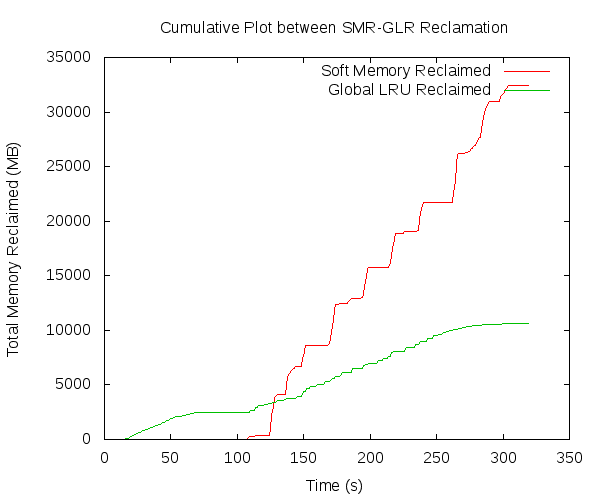 Cumulative Plot between SMR-GLR Reclamation
Soft Memory Reclaimed
Global LRU Reclaimed
Total Memory Reclaimed (MB)
35000
30000
25000
20000
15000
10000
5000
0
0 50 100 150 200 250 300 350
Time (s)